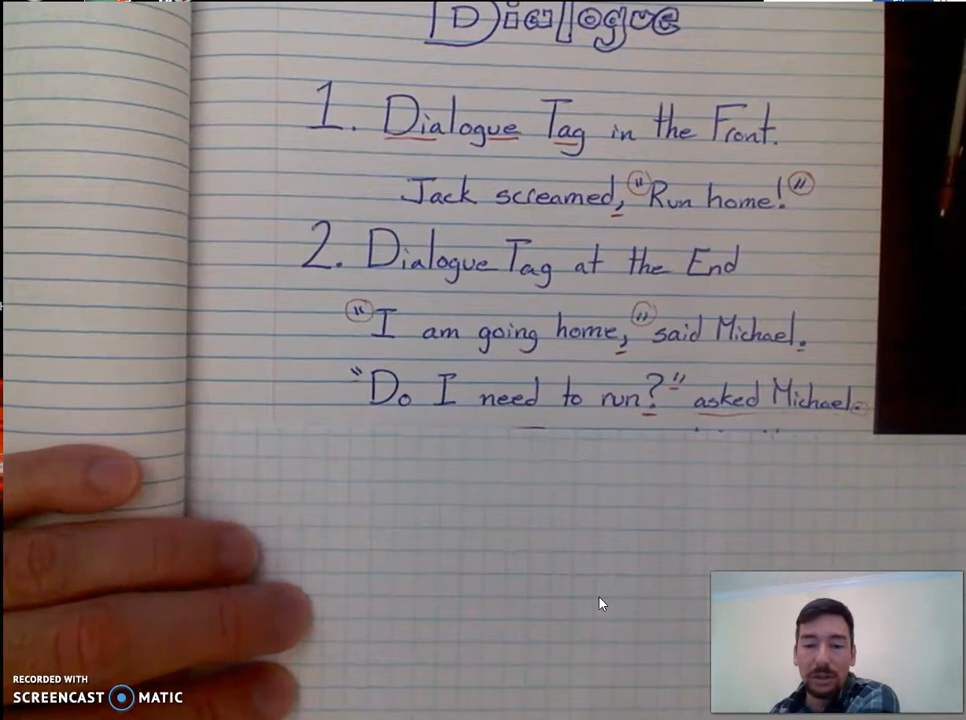 Dialogue
1. Dialogue Tag in the Front.
Jack screamed, "Run home!"
2. Dialogue Tag at the End
"I am going home," said Michael.
"Do I need to run?" asked Michael.
RECORDED WITH
SCREENCAST MATIC